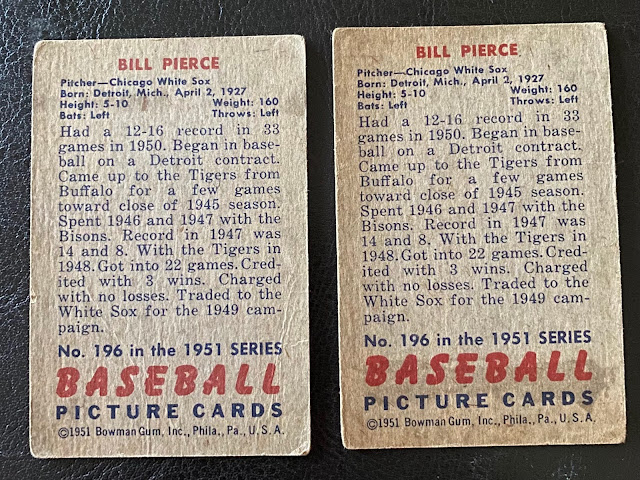 BILL PIERCE
Pitcher—Chicago White Sox
Born: Detroit, Mich., April 2, 1927
Height: 5-10 Weight: 160
Bats: Left Throws: Left
Had a 12-16 record in 33
games in 1950. Began in base-
ball on a Detroit contract.
Came up to the Tigers from
Buffalo for a few games
toward close of 1945 season.
Spent 1946 and 1947 with the
Bisons. Record in 1947 was
14 and 8. With the Tigers in
1948. Got into 22 games. Cred-
ited with 3 wins. Charged
with no losses. Traded to the
White Sox for the 1949 cam-
paign.
No. 196 in the 1951 SERIES
BASEBALL
PICTURE CARDS
©1951 Bowman Gum, Inc., Phila., Pa., U. S. A.
BILL PIERCE
Pitcher—Chicago White Sox
Born: Detroit, Mich., April 2, 1927
Height: 5-10 Weight: 160
Bats: Left Throws: Left
Had a 12-16 record in 33
games in 1950. Began in base-
ball on a Detroit contract.
Came up to the Tigers from
Buffalo for a few games
toward close of 1945 season.
Spent 1946 and 1947 with the
Bisons. Record in 1947 was
14 and 8. With the Tigers in
1948. Got into 22 games. Cred-
ited with 3 wins. Charged
with no losses. Traded to the
White Sox for the 1949 cam-
paign.
No. 196 in the 1951 SERIES
BASEBALL
PICTURE CARDS
©1951 Bowman Gum, Inc., Phila., Pa., U. S. A.